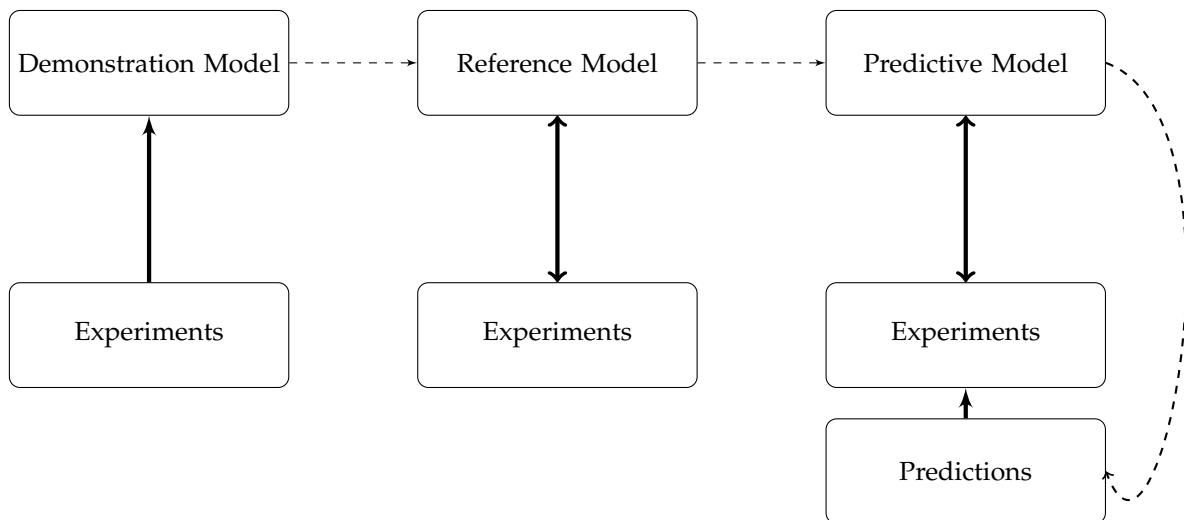 Demonstration Model
Reference Model
Predictive Model
Experiments
Experiments
Experiments
Predictions